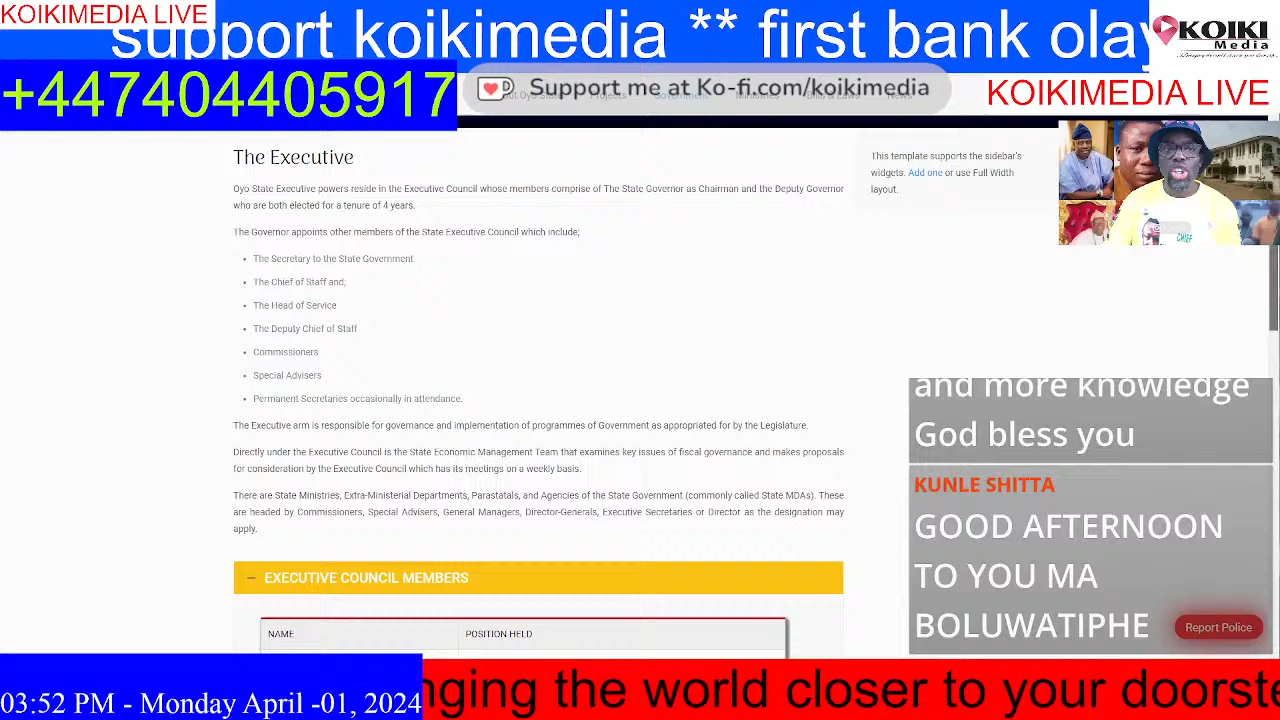 KOIKIMEDIA LIVE
support koikimedia ** first bank olay
KOIKI
Media
+447404405917
Support me at Ko-fi.com/koikimedia
KOIKIMEDIA LIVE
The Executive
Oyo State Executive powers reside in the Executive Council whose members comprise of The State Governor as Chairman and the Deputy Governor
who are both elected for a tenure of 4 years.
The Governor appoints other members of the State Executive Council which include;
• The Secretary to the State Government
• The Chief of Staff and;
• The Head of Service
• The Deputy Chief of Staff
• Commissioners
• Special Advisers
• Permanent Secretaries occasionally in attendance.
The Executive arm is responsible for governance and implementation of programmes of Government as appropriated for by the Legislature.
Directly under the Executive Council is the State Economic Management Team that examines key issues of fiscal governance and makes proposals
for consideration by the Executive Council which has its meetings on a weekly basis.
There are State Ministries, Extra-Ministerial Departments, Parastatals, and Agencies of the State Government (commonly called State MDAs). These
are headed by Commissioners, Special Advisers, General Managers, Director-Generals, Executive Secretaries or Director as the designation may
apply.
− EXECUTIVE COUNCIL MEMBERS
NAME POSITION HELD
This template supports the sidebar's
widgets. Add one or use Full Width
layout.
CHIEF
and more knowledge
God bless you
KUNLE SHITTA
GOOD AFTERNOON
TO YOU MA
BOLUWATIPHE
Report Police
03:52 PM - Monday April -01, 2024
nging the world closer to your doorste